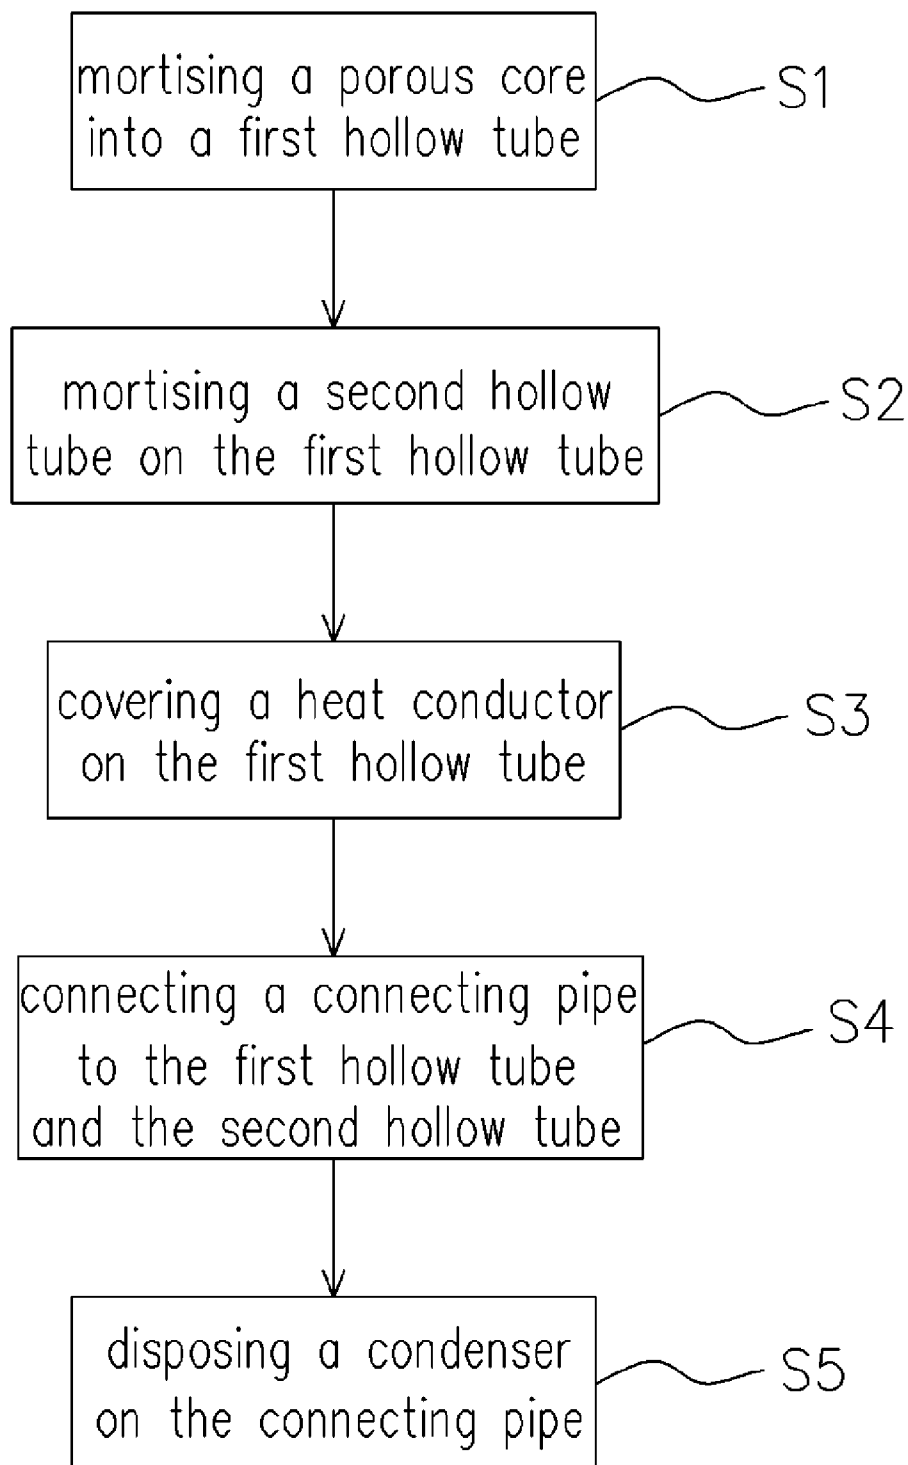 mortising a porous core
into a first hollow tube
S1
mortising a second hollow
tube on the first hollow tube
S2
covering a heat conductor
on the first hollow tube
S3
connecting a connecting pipe
to the first hollow tube
and the second hollow tube
S4
disposing a condenser
on the connecting pipe
S5